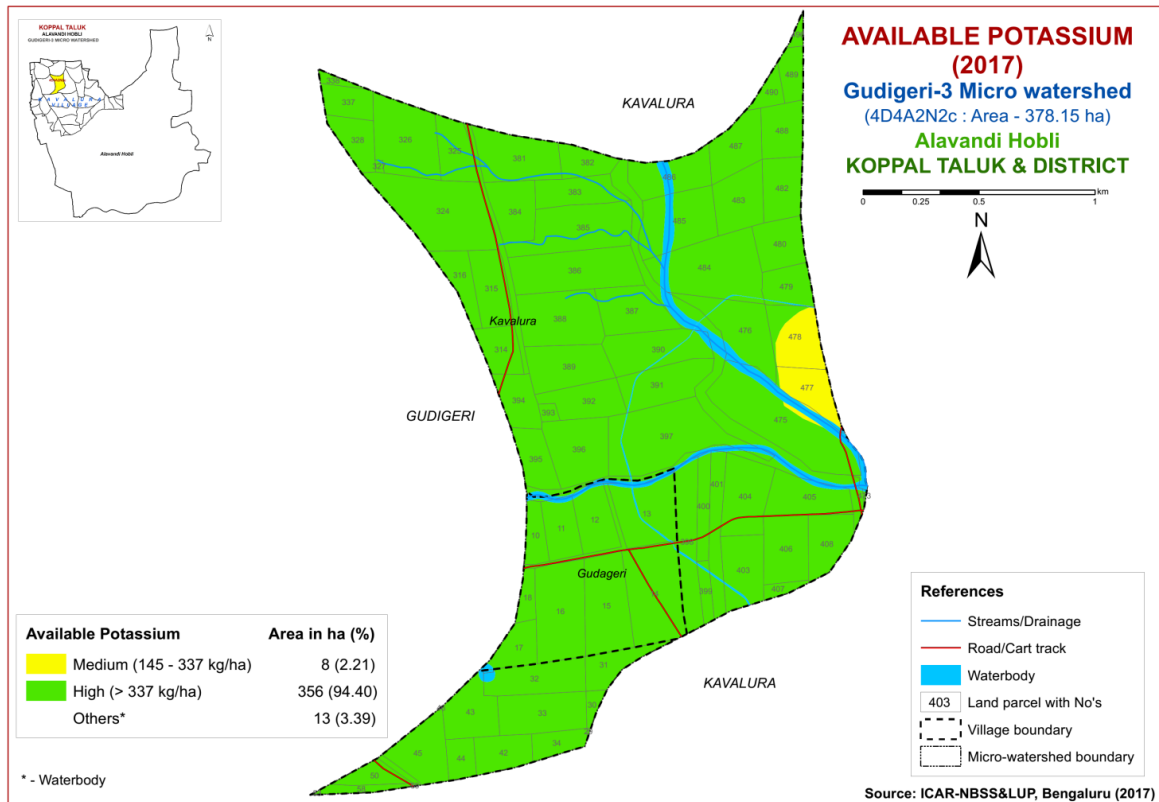 KOPPAL TALUK
ALAVANDI HOBLI
GUDIGERI-3 MICRO WATERSHED
N
KAVALURA
VILLAGE
Alavandi Hobli
AVAILABLE POTASSIUM
(2017)
Gudigeri-3 Micro watershed
(4D4A2N2c : Area - 378.15 ha)
Alavandi Hobli
KOPPAL TALUK & DISTRICT
0 0.25 0.5 1 km
N
KAVALURA
489
490
337
488
328 326 325 487
381
382
327 486
383 482
324 384 485 483
385
480
316 386 484
315 479
388 387
Kavalura 476
478
314 390
389
391 477
394 392
393
GUDIGERI 475
397
396
395
401
404 405
400
10 11 12 13
406 408
Gudageri 403
407
399
18 16 15
17
31
32
KAVALURA
43 33 30
34
45 44 42
50
Available Potassium Area in ha (%)
Medium (145 - 337 kg/ha) 8 (2.21)
High (> 337 kg/ha) 356 (94.40)
Others* 13 (3.39)
* - Waterbody
References
Streams/Drainage
Road/Cart track
Waterbody
403 Land parcel with No's
Village boundary
Micro-watershed boundary
Source: ICAR-NBSS&LUP, Bengaluru (2017)